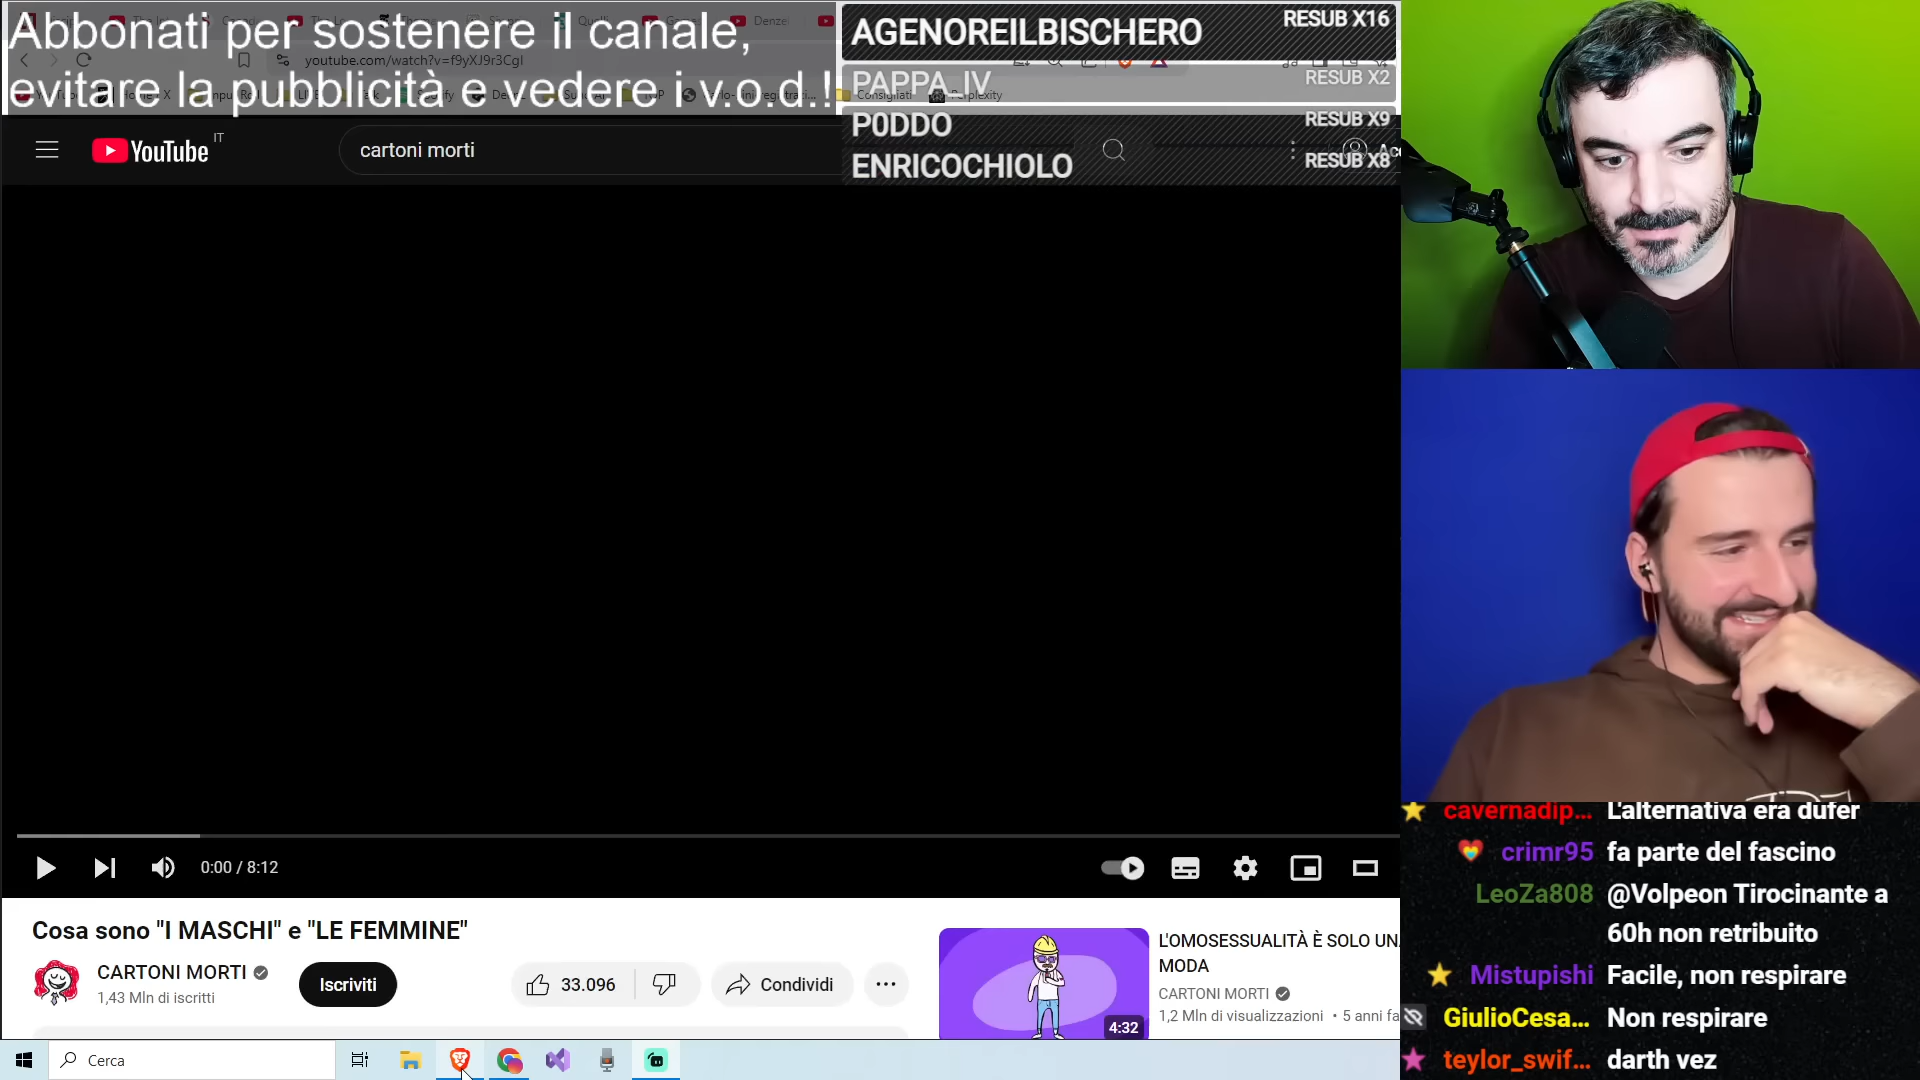 Abbonati per sostenere il canale,
evitare la pubblicità e vedere i v.o.d.!
youtube.com/watch?v=f9yXJ9r3CgI
AGENOREILBISCHERO RESUB X16
PAPPA_IV RESUB X2
P0DDO RESUB X9
ENRICOCHIOLO RESUB X8
Consigliati
Perplexity
YouTube IT
cartoni morti
0:00 / 8:12
Cosa sono "I MASCHI" e "LE FEMMINE"
CARTONI MORTI
1,43 Mln di iscritti
Iscriviti
33.096
Condividi
4:32
L'OMOSESSUALITÀ È SOLO UN
MODA
CARTONI MORTI
1,2 Mln di visualizzazioni • 5 anni fa
cavernadip... L'alternativa era dufer
crimr95 fa parte del fascino
LeoZa808 @Volpeon Tirocinante a
60h non retribuito
Mistupishi Facile, non respirare
GiulioCesa... Non respirare
teylor_swif... darth vez
Cerca